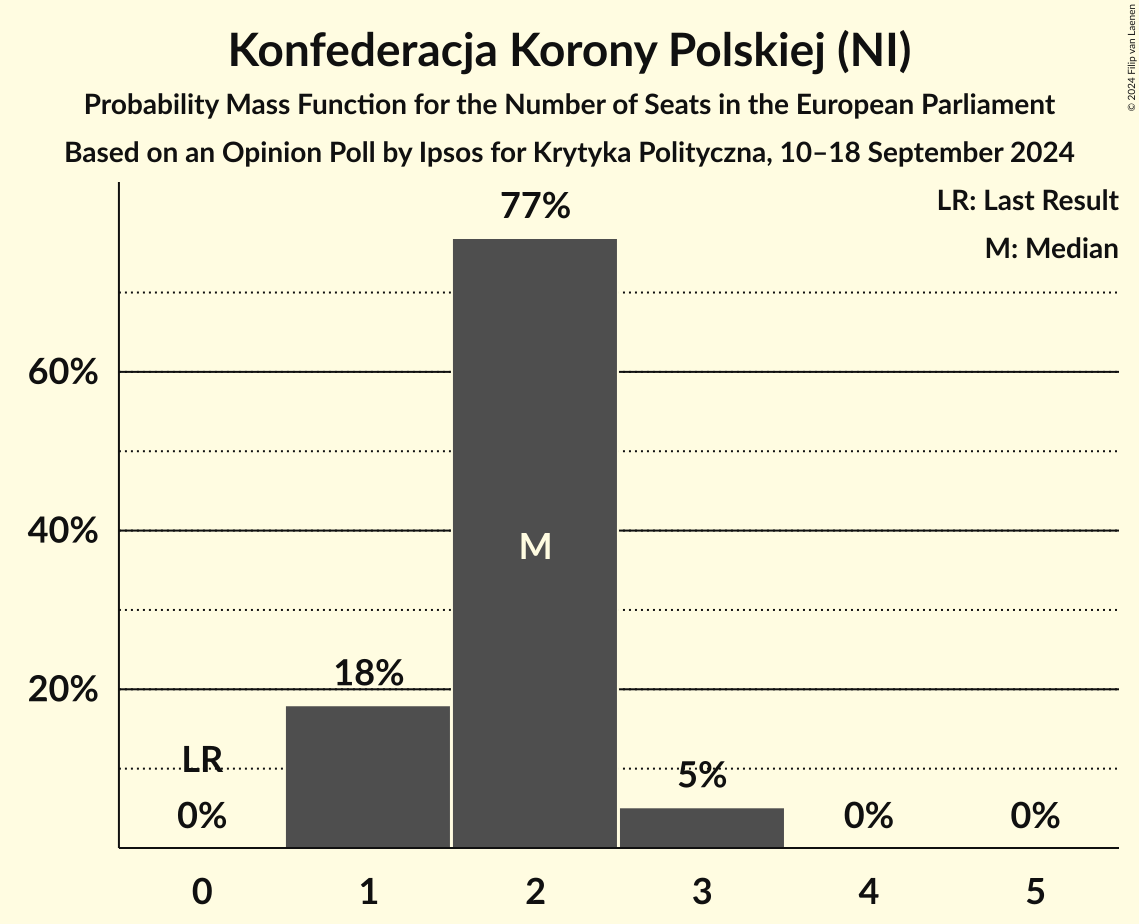 Konfederacja Korony Polskiej (NI)
Probability Mass Function for the Number of Seats in the European Parliament
Based on an Opinion Poll by Ipsos for Krytyka Polityczna, 10–18 September 2024
© 2024 Filip van Laenen
LR: Last Result
M: Median
77%
60%
40%
M
18%
20%
LR
5%
0%
0%
0%
0
1
2
3
4
5